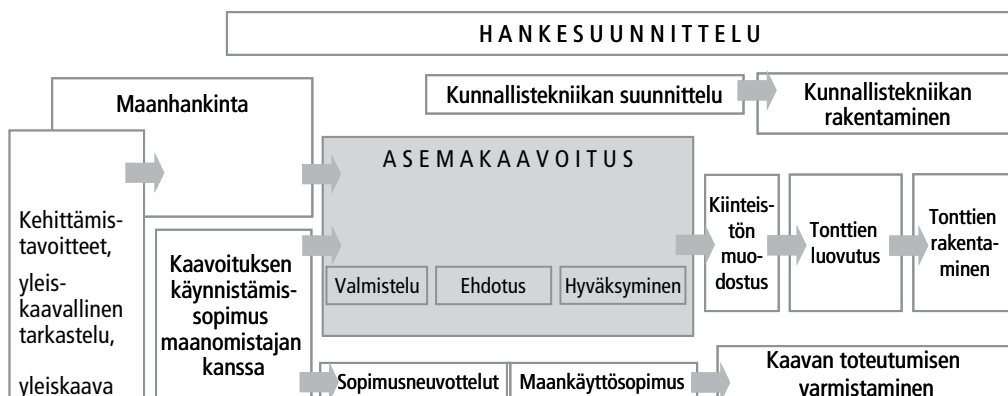 HANKESUUNNITTELU
Maanhankinta
Kunnallistekniikan suunnittelu
Kunnallistekniikan
rakentaminen
Kehittämis-
tavoitteet,
yleis-
kaavallinen
tarkastelu,
yleiskaava
Kaavoituksen
käynnistämis-
sopimus
maanomistajan
kanssa
ASEMAKAAVOITUS
Valmistelu
Ehdotus
Hyväksyminen
Kiinteis-
tön
muo-
dostus
Tonttien
luovutus
Tonttien
rakenta-
minen
Sopimusneuvottelut
Maankäyttösopimus
Kaavan toteutumisen
varmistaminen